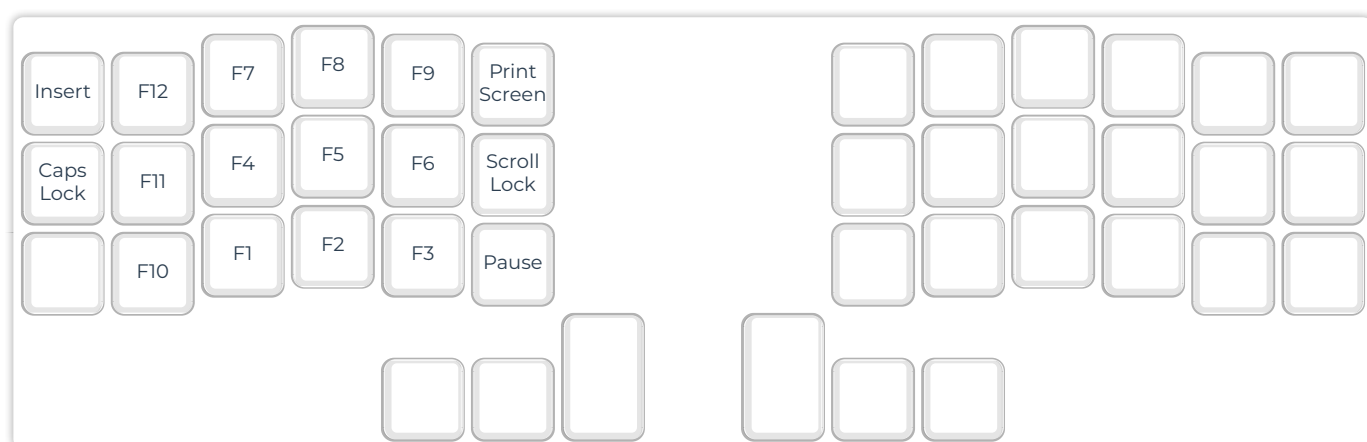 Insert
F12
F7
F8
F9
Print
Screen
Caps
Lock
F11
F4
F5
F6
Scroll
Lock
F10
F1
F2
F3
Pause